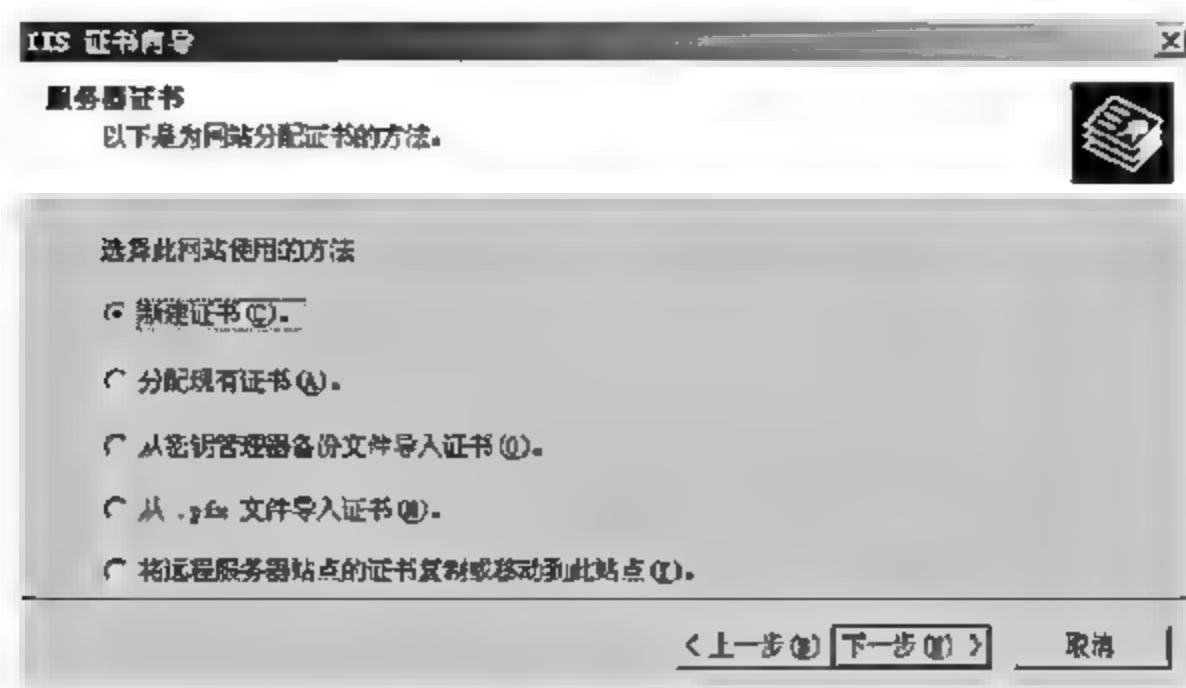 IIS 证书向导
服务器证书
以下是为网站分配证书的方法。
选择此网站使用的方法
新建证书(C)。
分配现有证书(A)。
从密钥管理器备份文件导入证书(O)。
从 .pfx 文件导入证书(M)。
将远程服务器站点的证书复制或移动到此站点(I)。
< 上一步(B) 下一步(N) > 取消